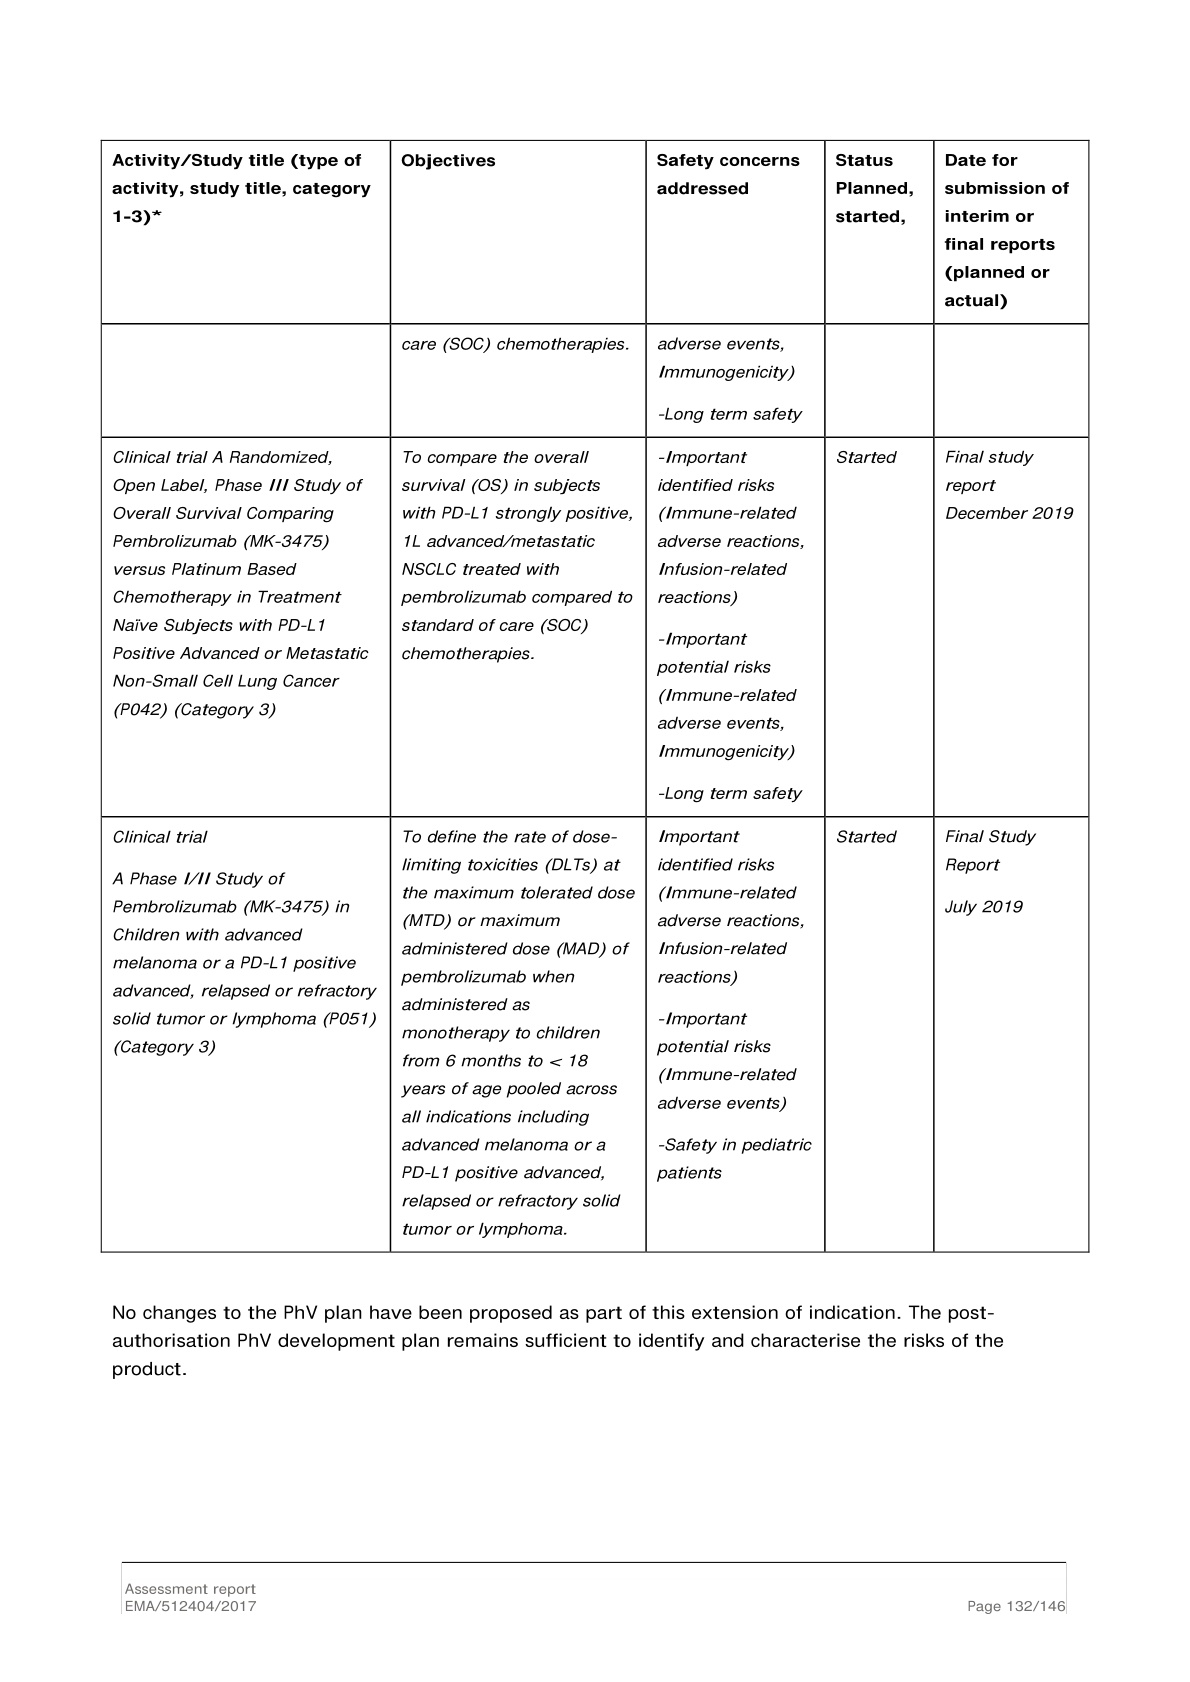 Activity/Study title (type of
activity, study title, category
1-3)*
Objectives
Safety concerns
addressed
Status
Planned,
started,
Date for
submission of
interim or
final reports
(planned or
actual)
care (SOC) chemotherapies.
adverse events,
Immunogenicity)
-Long term safety
Clinical trial A Randomized,
Open Label, Phase III Study of
Overall Survival Comparing
Pembrolizumab (MK-3475)
versus Platinum Based
Chemotherapy in Treatment
Naïve Subjects with PD-L1
Positive Advanced or Metastatic
Non-Small Cell Lung Cancer
(P042) (Category 3)
To compare the overall
survival (OS) in subjects
with PD-L1 strongly positive,
1L advanced/metastatic
NSCLC treated with
pembrolizumab compared to
standard of care (SOC)
chemotherapies.
-Important
identified risks
(Immune-related
adverse reactions,
Infusion-related
reactions)
-Important
potential risks
(Immune-related
adverse events,
Immunogenicity)
-Long term safety
Started
Final study
report
December 2019
Clinical trial
A Phase I/II Study of
Pembrolizumab (MK-3475) in
Children with advanced
melanoma or a PD-L1 positive
advanced, relapsed or refractory
solid tumor or lymphoma (P051)
(Category 3)
To define the rate of dose-
limiting toxicities (DLTs) at
the maximum tolerated dose
(MTD) or maximum
administered dose (MAD) of
pembrolizumab when
administered as
monotherapy to children
from 6 months to < 18
years of age pooled across
all indications including
advanced melanoma or a
PD-L1 positive advanced,
relapsed or refractory solid
tumor or lymphoma.
Important
identified risks
(Immune-related
adverse reactions,
Infusion-related
reactions)
-Important
potential risks
(Immune-related
adverse events)
-Safety in pediatric
patients
Started
Final Study
Report
July 2019
No changes to the PhV plan have been proposed as part of this extension of indication. The post-
authorisation PhV development plan remains sufficient to identify and characterise the risks of the
product.
Assessment report
EMA/512404/2017
Page 132/146